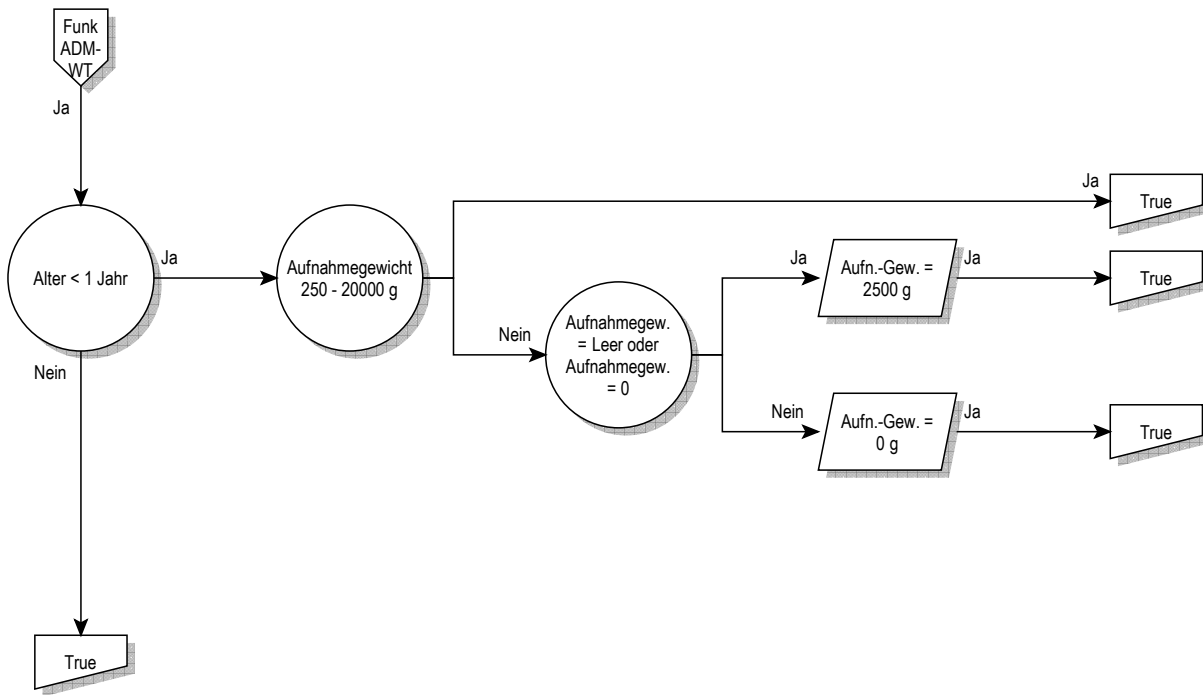 Funk
ADM-
WT
Ja
Alter < 1 Jahr
Ja
Nein
True
Aufnahmegewicht
250 - 20000 g
Ja
True
Nein
Aufnahmegew.
= Leer oder
Aufnahmegew.
= 0
Ja
Aufn.-Gew. =
2500 g
Ja
True
Nein
Aufn.-Gew. =
0 g
Ja
True